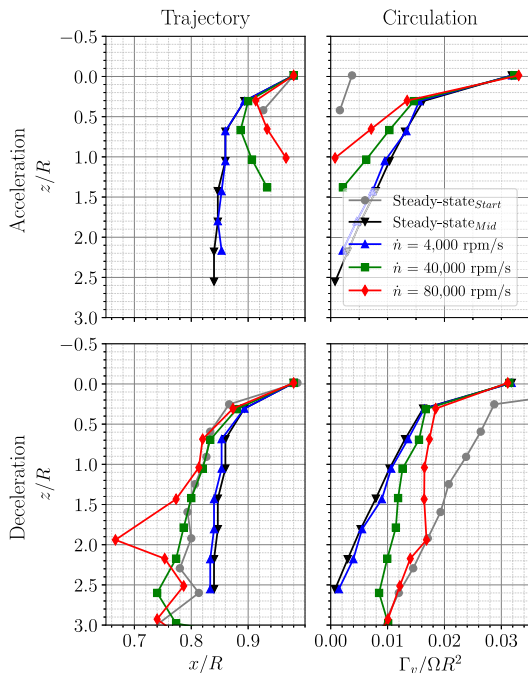 Trajectory
Circulation
−0.5
0.0
0.5
1.0
1.5
2.0
2.5
3.0
Acceleration
z/R
Steady-state_Start
Steady-state_Mid
ṅ = 4,000 rpm/s
ṅ = 40,000 rpm/s
ṅ = 80,000 rpm/s
−0.5
0.0
0.5
1.0
1.5
2.0
2.5
3.0
Deceleration
z/R
0.7 0.8 0.9
0.00 0.02 0.04
x/R
Γ_v/ΩR²